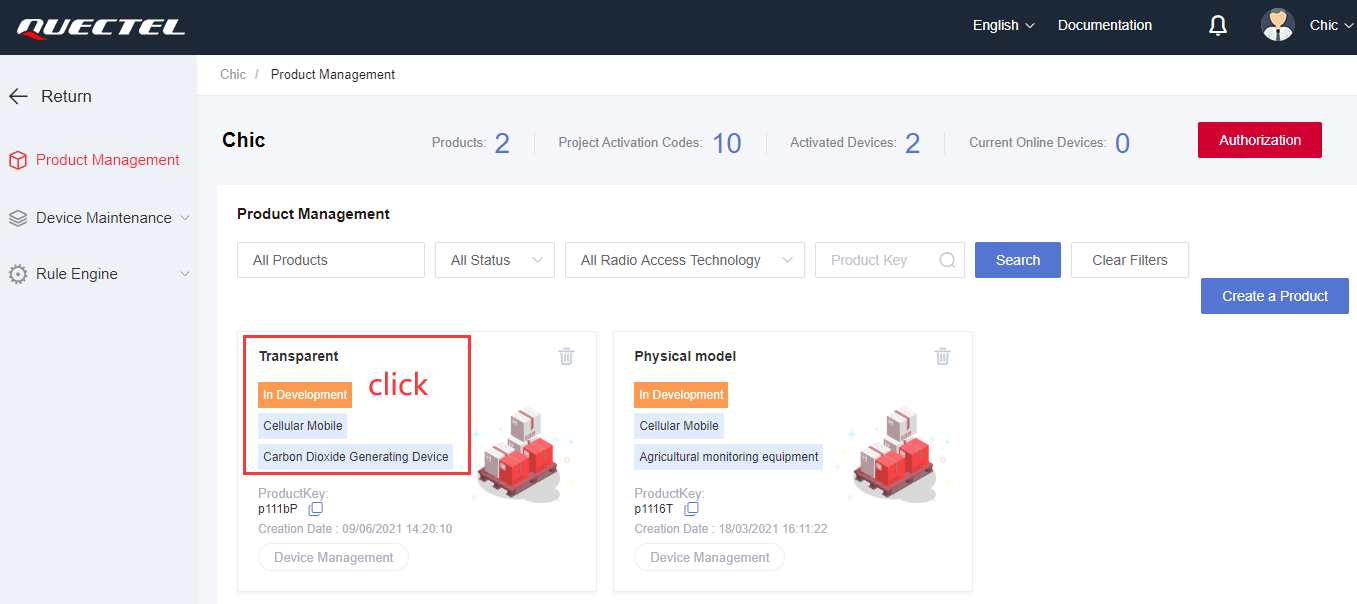 QUECTEL
English
Documentation
Chic
Return
Product Management
Device Maintenance
Rule Engine
Chic / Product Management
Chic
Products: 2
Project Activation Codes: 10
Activated Devices: 2
Current Online Devices: 0
Authorization
Product Management
All Products
All Status
All Radio Access Technology
Product Key
Search
Clear Filters
Create a Product
Transparent
In Development
click
Cellular Mobile
Carbon Dioxide Generating Device
ProductKey:
p111bP
Creation Date : 09/06/2021 14:20:10
Device Management
Physical model
In Development
Cellular Mobile
Agricultural monitoring equipment
ProductKey:
p1116T
Creation Date : 18/03/2021 16:11:22
Device Management